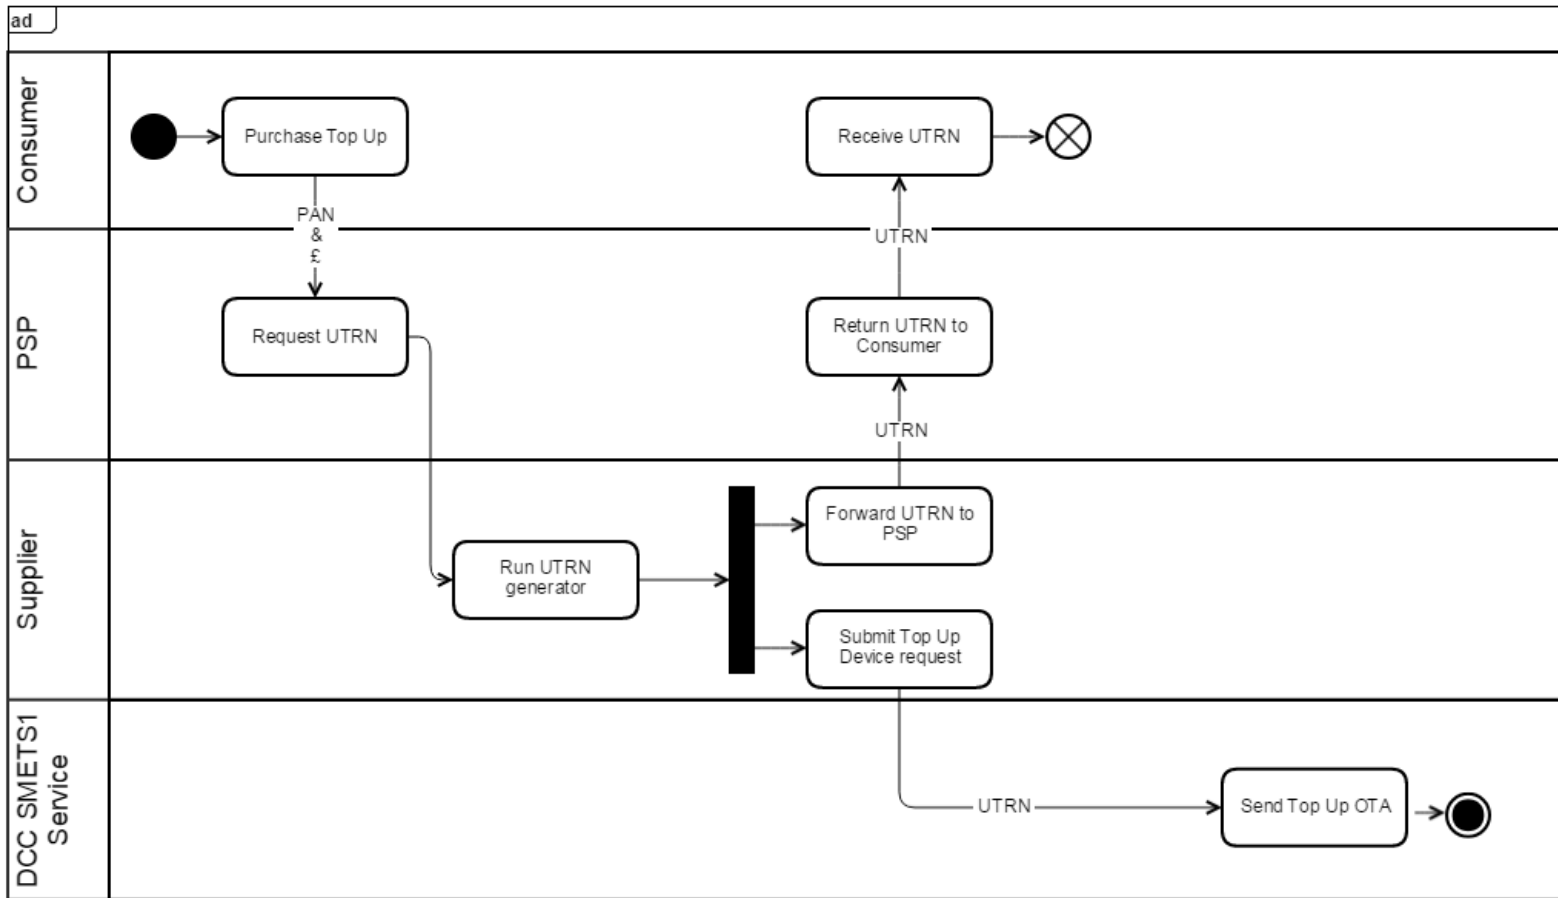 ad
Consumer
Purchase Top Up
Receive UTRN
PAN
&
£
UTRN
PSP
Request UTRN
Return UTRN to
Consumer
UTRN
Supplier
Forward UTRN to
PSP
Run UTRN
generator
Submit Top Up
Device request
DCC SMETS1
Service
UTRN
Send Top Up OTA